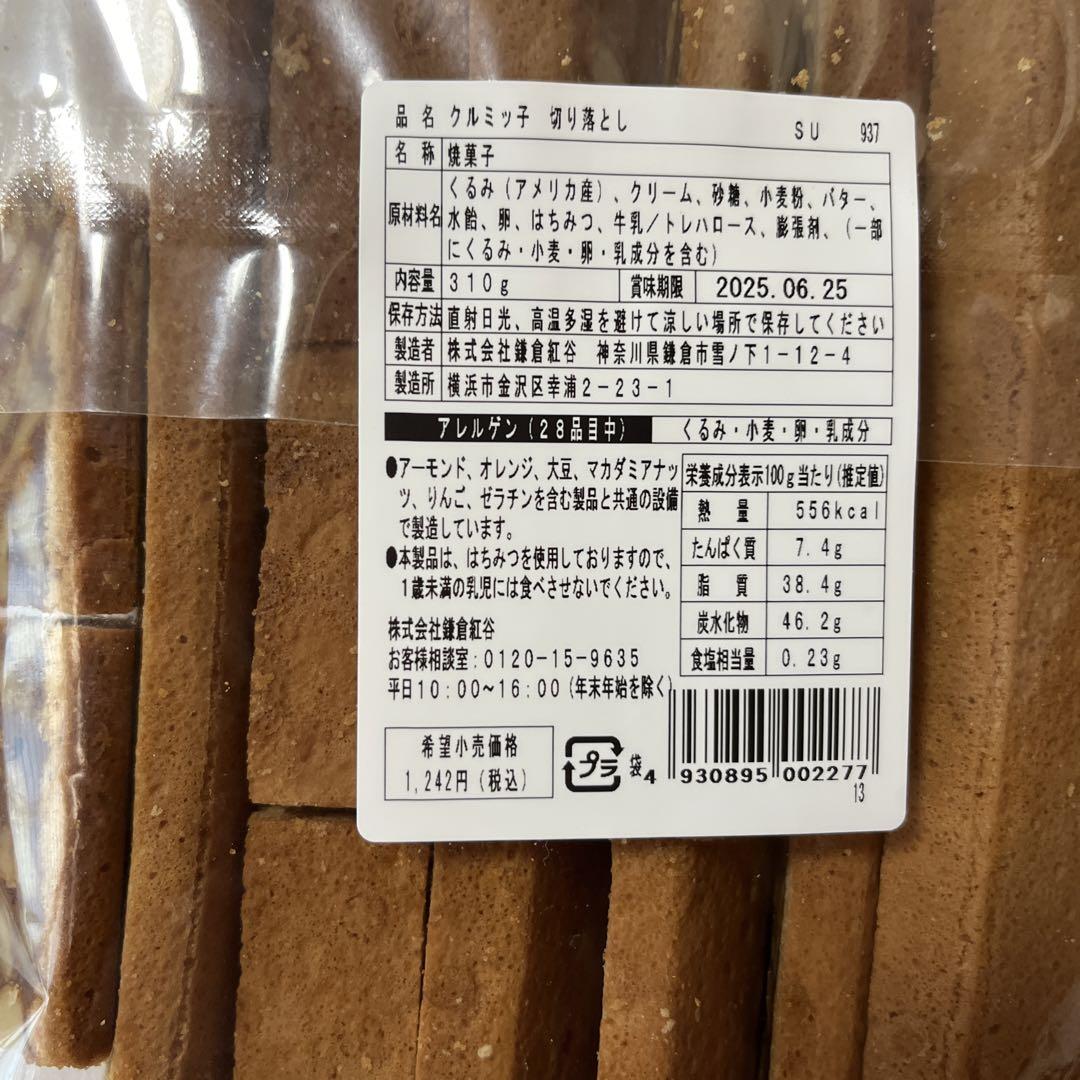 品名 クルミッ子 切り落とし SU 937
名称 焼菓子
原材料名 くるみ(アメリカ産)、クリーム、砂糖、小麦粉、バター、
水飴、卵、はちみつ、牛乳/トレハロース、膨張剤、(一部
にくるみ・小麦・卵・乳成分を含む)
内容量 310g 賞味期限 2025.06.25
保存方法 直射日光、高温多湿を避けて涼しい場所で保存してください
製造者 株式会社鎌倉紅谷 神奈川県鎌倉市雪ノ下1-12-4
製造所 横浜市金沢区幸浦2-23-1
アレルゲン(28品目中) くるみ・小麦・卵・乳成分
●アーモンド、オレンジ、大豆、マカダミアナッ
ツ、りんご、ゼラチンを含む製品と共通の設備
で製造しています。
●本製品は、はちみつを使用しておりますので、
1歳未満の乳児には食べさせないでください。
株式会社鎌倉紅谷
お客様相談室:0120-15-9635
平日10:00~16:00(年末年始を除く)
栄養成分表示100g当たり(推定値)
熱量 556kcal
たんぱく質 7.4g
脂質 38.4g
炭水化物 46.2g
食塩相当量 0.23g
希望小売価格
1,242円(税込)
プラ 袋
4 930895 002277
13